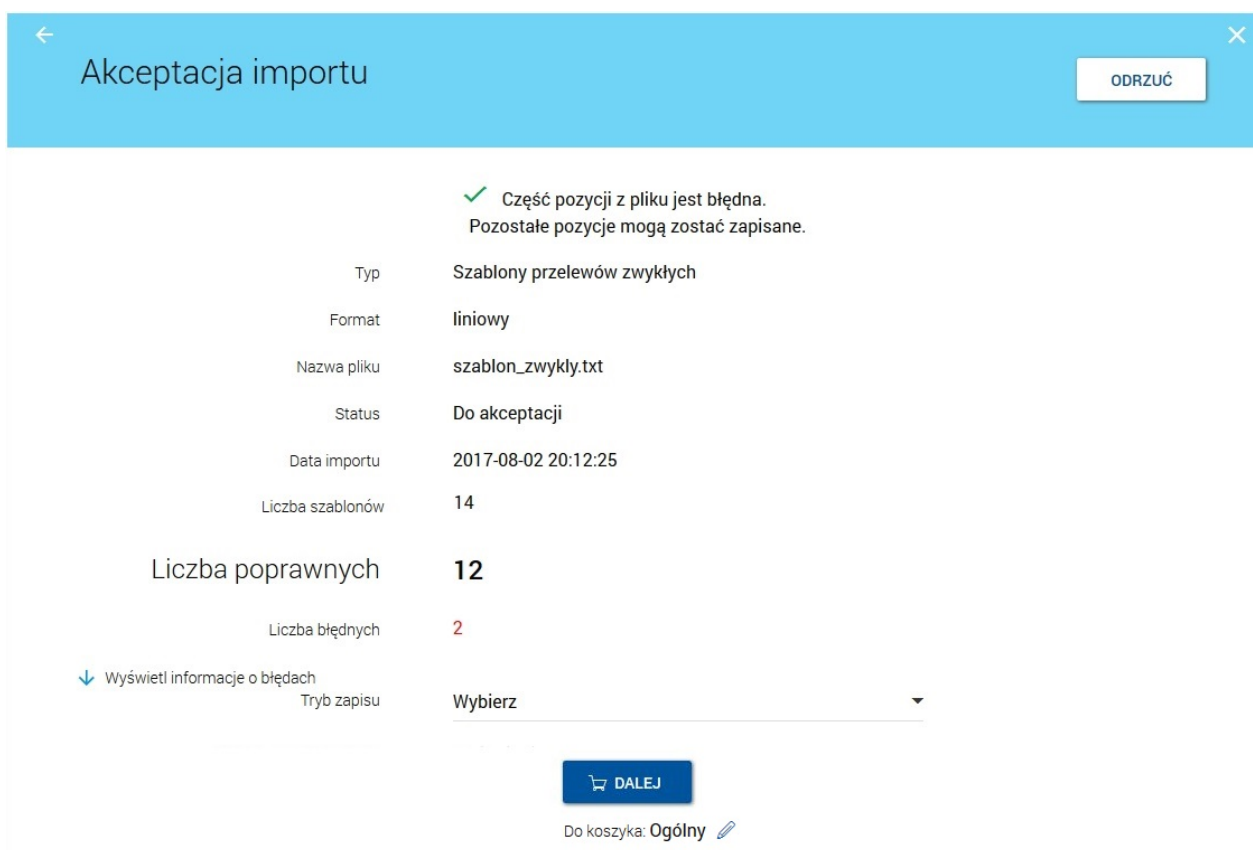 Akceptacja importu
ODRZUĆ
Część pozycji z pliku jest błędna.
Pozostałe pozycje mogą zostać zapisane.
Typ Szablony przelewów zwykłych
Format liniowy
Nazwa pliku szablon_zwykly.txt
Status Do akceptacji
Data importu 2017-08-02 20:12:25
Liczba szablonów 14
Liczba poprawnych 12
Liczba błędnych 2
Wyświetl informacje o błędach
Tryb zapisu Wybierz
DALEJ
Do koszyka: Ogólny